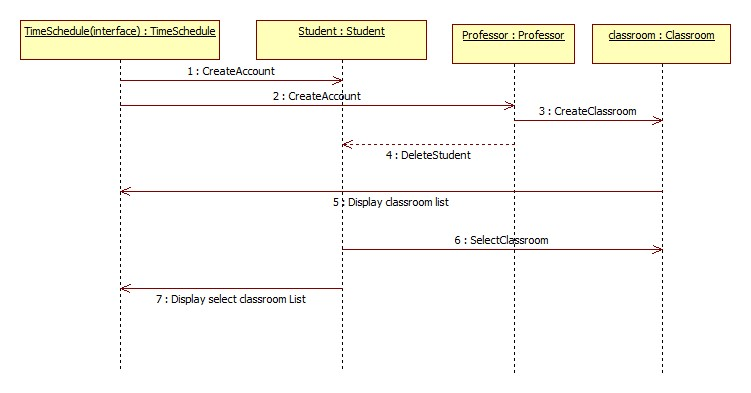 TimeSchedule(interface) : TimeSchedule
Student : Student
Professor : Professor
classroom : Classroom
1 : CreateAccount
2 : CreateAccount
3 : CreateClassroom
4 : DeleteStudent
5 : Display classroom list
6 : SelectClassroom
7 : Display select classroom List